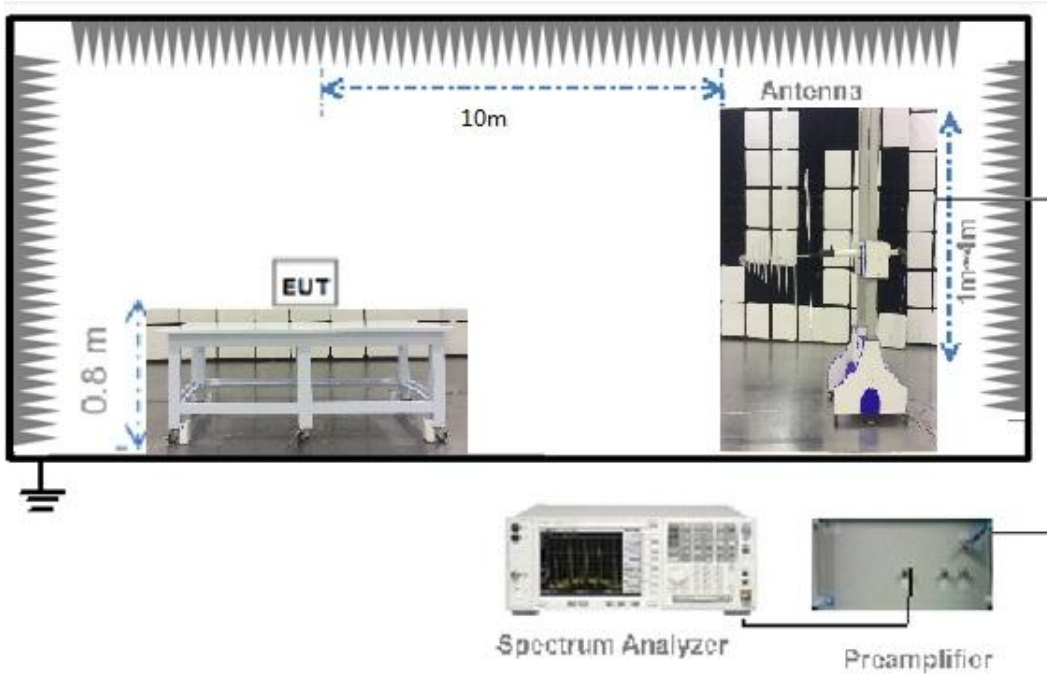 10m
Antenna
1m~4m
EUT
0.8 m
Spectrum Analyzer
Preamplifier